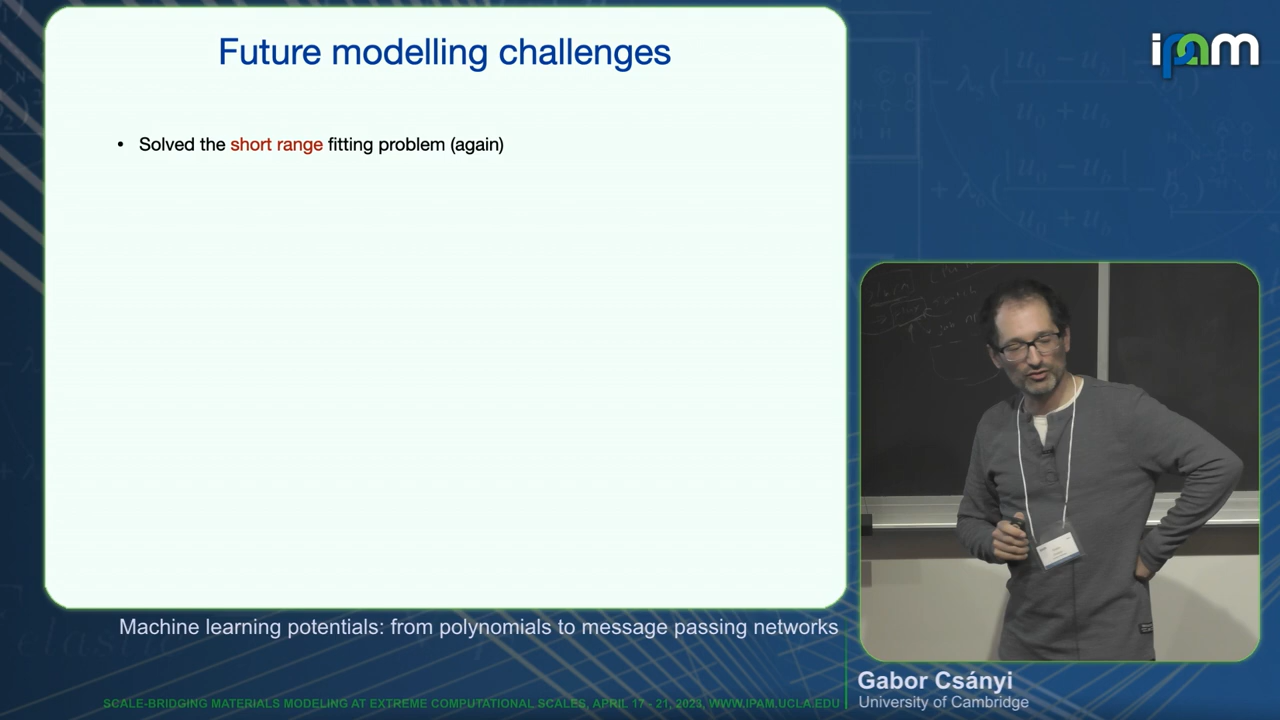 Future modelling challenges
ipam
• Solved the short range fitting problem (again)
Machine learning potentials: from polynomials to message passing networks
Gabor Csányi
University of Cambridge
SCALE-BRIDGING MATERIALS MODELING AT EXTREME COMPUTATIONAL SCALES, APRIL 17 - 21, 2023, WWW.IPAM.UCLA.EDU